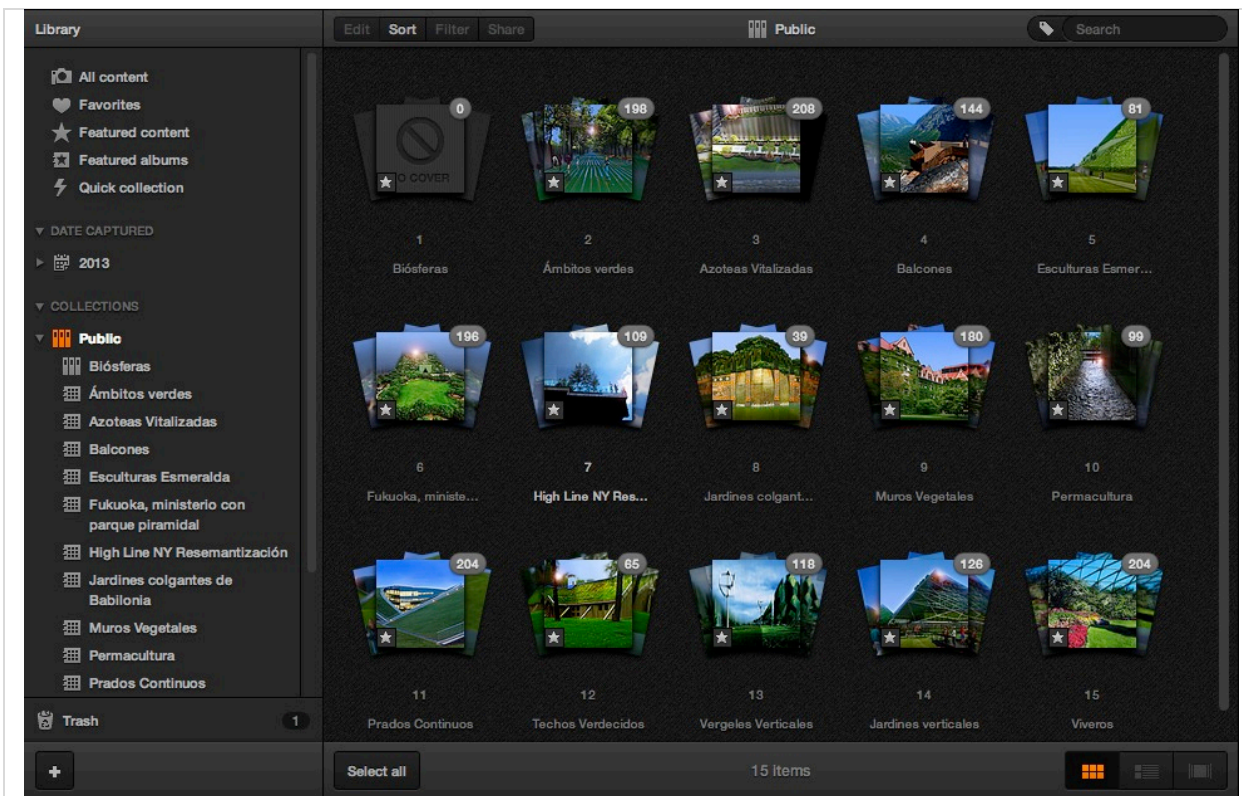 Library
Edit Sort Filter Share
Public
Search
All content
Favorites
Featured content
Featured albums
Quick collection
DATE CAPTURED
2013
COLLECTIONS
Public
Biósferas
Ámbitos verdes
Azoteas Vitalizadas
Balcones
Esculturas Esmeralda
Fukuoka, ministerio con
parque piramidal
High Line NY Resemantización
Jardines colgantes de
Babilonia
Muros Vegetales
Permacultura
Prados Continuos
Trash 1
0 198 208 144 81
O COVER
1 2 3 4 5
Biósferas Ámbitos verdes Azoteas Vitalizadas Balcones Esculturas Esmer...
196 109 39 180 99
6 7 8 9 10
Fukuoka, ministe... High Line NY Res... Jardines colgant... Muros Vegetales Permacultura
204 65 118 126 204
11 12 13 14 15
Prados Continuos Techos Verdecidos Vergeles Verticales Jardines verticales Viveros
Select all
15 items